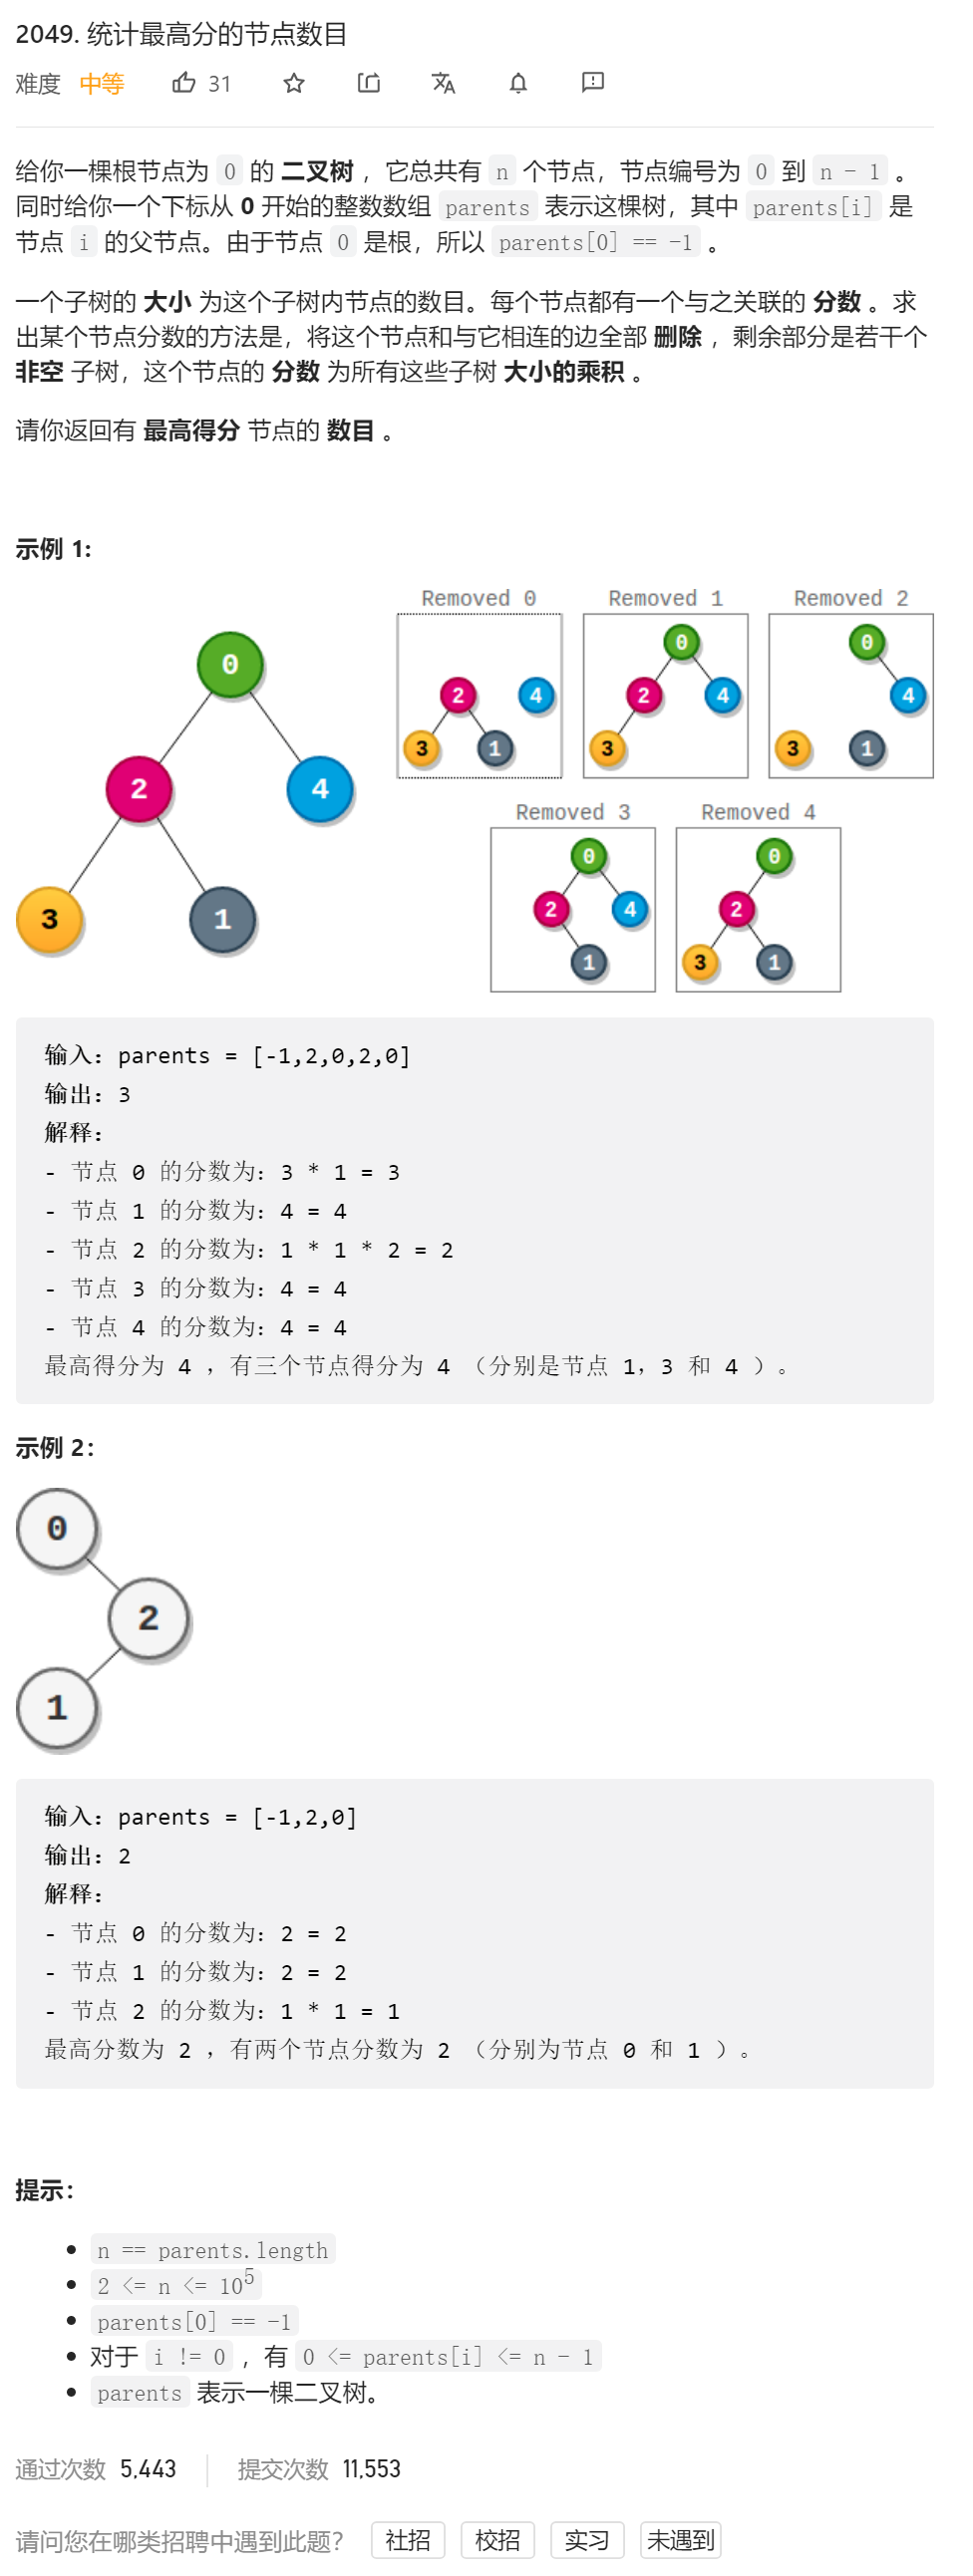 2049. 统计最高分的节点数目
难度 中等 31
给你一棵根节点为 0 的 二叉树 ，它总共有 n 个节点，节点编号为 0 到 n - 1 。
同时给你一个下标从 0 开始的整数数组 parents 表示这棵树，其中 parents[i] 是
节点 i 的父节点。由于节点 0 是根，所以 parents[0] == -1 。
一个子树的 大小 为这个子树内节点的数目。每个节点都有一个与之关联的 分数 。求
出某个节点分数的方法是，将这个节点和与它相连的边全部 删除 ，剩余部分是若干个
非空 子树，这个节点的 分数 为所有这些子树 大小的乘积 。
请你返回有 最高得分 节点的 数目 。
示例 1:
0
2 4
3 1
Removed 0 Removed 1 Removed 2
2 4 3 1
0 2 4 3
0 4 3 1
Removed 3 Removed 4
0 2 4 1
0 2 3 1
输入：parents = [-1,2,0,2,0]
输出：3
解释：
- 节点 0 的分数为：3 * 1 = 3
- 节点 1 的分数为：4 = 4
- 节点 2 的分数为：1 * 1 * 2 = 2
- 节点 3 的分数为：4 = 4
- 节点 4 的分数为：4 = 4
最高得分为 4 ，有三个节点得分为 4 （分别是节点 1，3 和 4 ）。
示例 2：
0
2
1
输入：parents = [-1,2,0]
输出：2
解释：
- 节点 0 的分数为：2 = 2
- 节点 1 的分数为：2 = 2
- 节点 2 的分数为：1 * 1 = 1
最高分数为 2 ，有两个节点分数为 2 （分别为节点 0 和 1 ）。
提示：
n == parents.length
2 <= n <= 10⁵
parents[0] == -1
对于 i != 0 ，有 0 <= parents[i] <= n - 1
parents 表示一棵二叉树。
通过次数 5,443 提交次数 11,553
请问您在哪类招聘中遇到此题？ 社招 校招 实习 未遇到